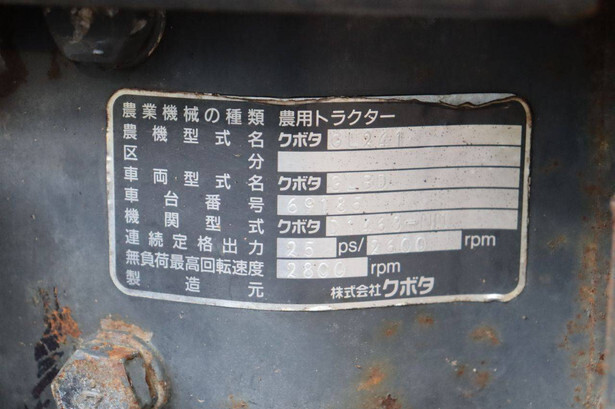 農業機械の種類 農用トラクター
農機型式名 クボタ
区分
車両型式名 クボタ
車台番号
機関型式 クボタ
連続定格出力 25 ps/ rpm
無負荷最高回転速度 2800 rpm
製造元 株式会社クボタ